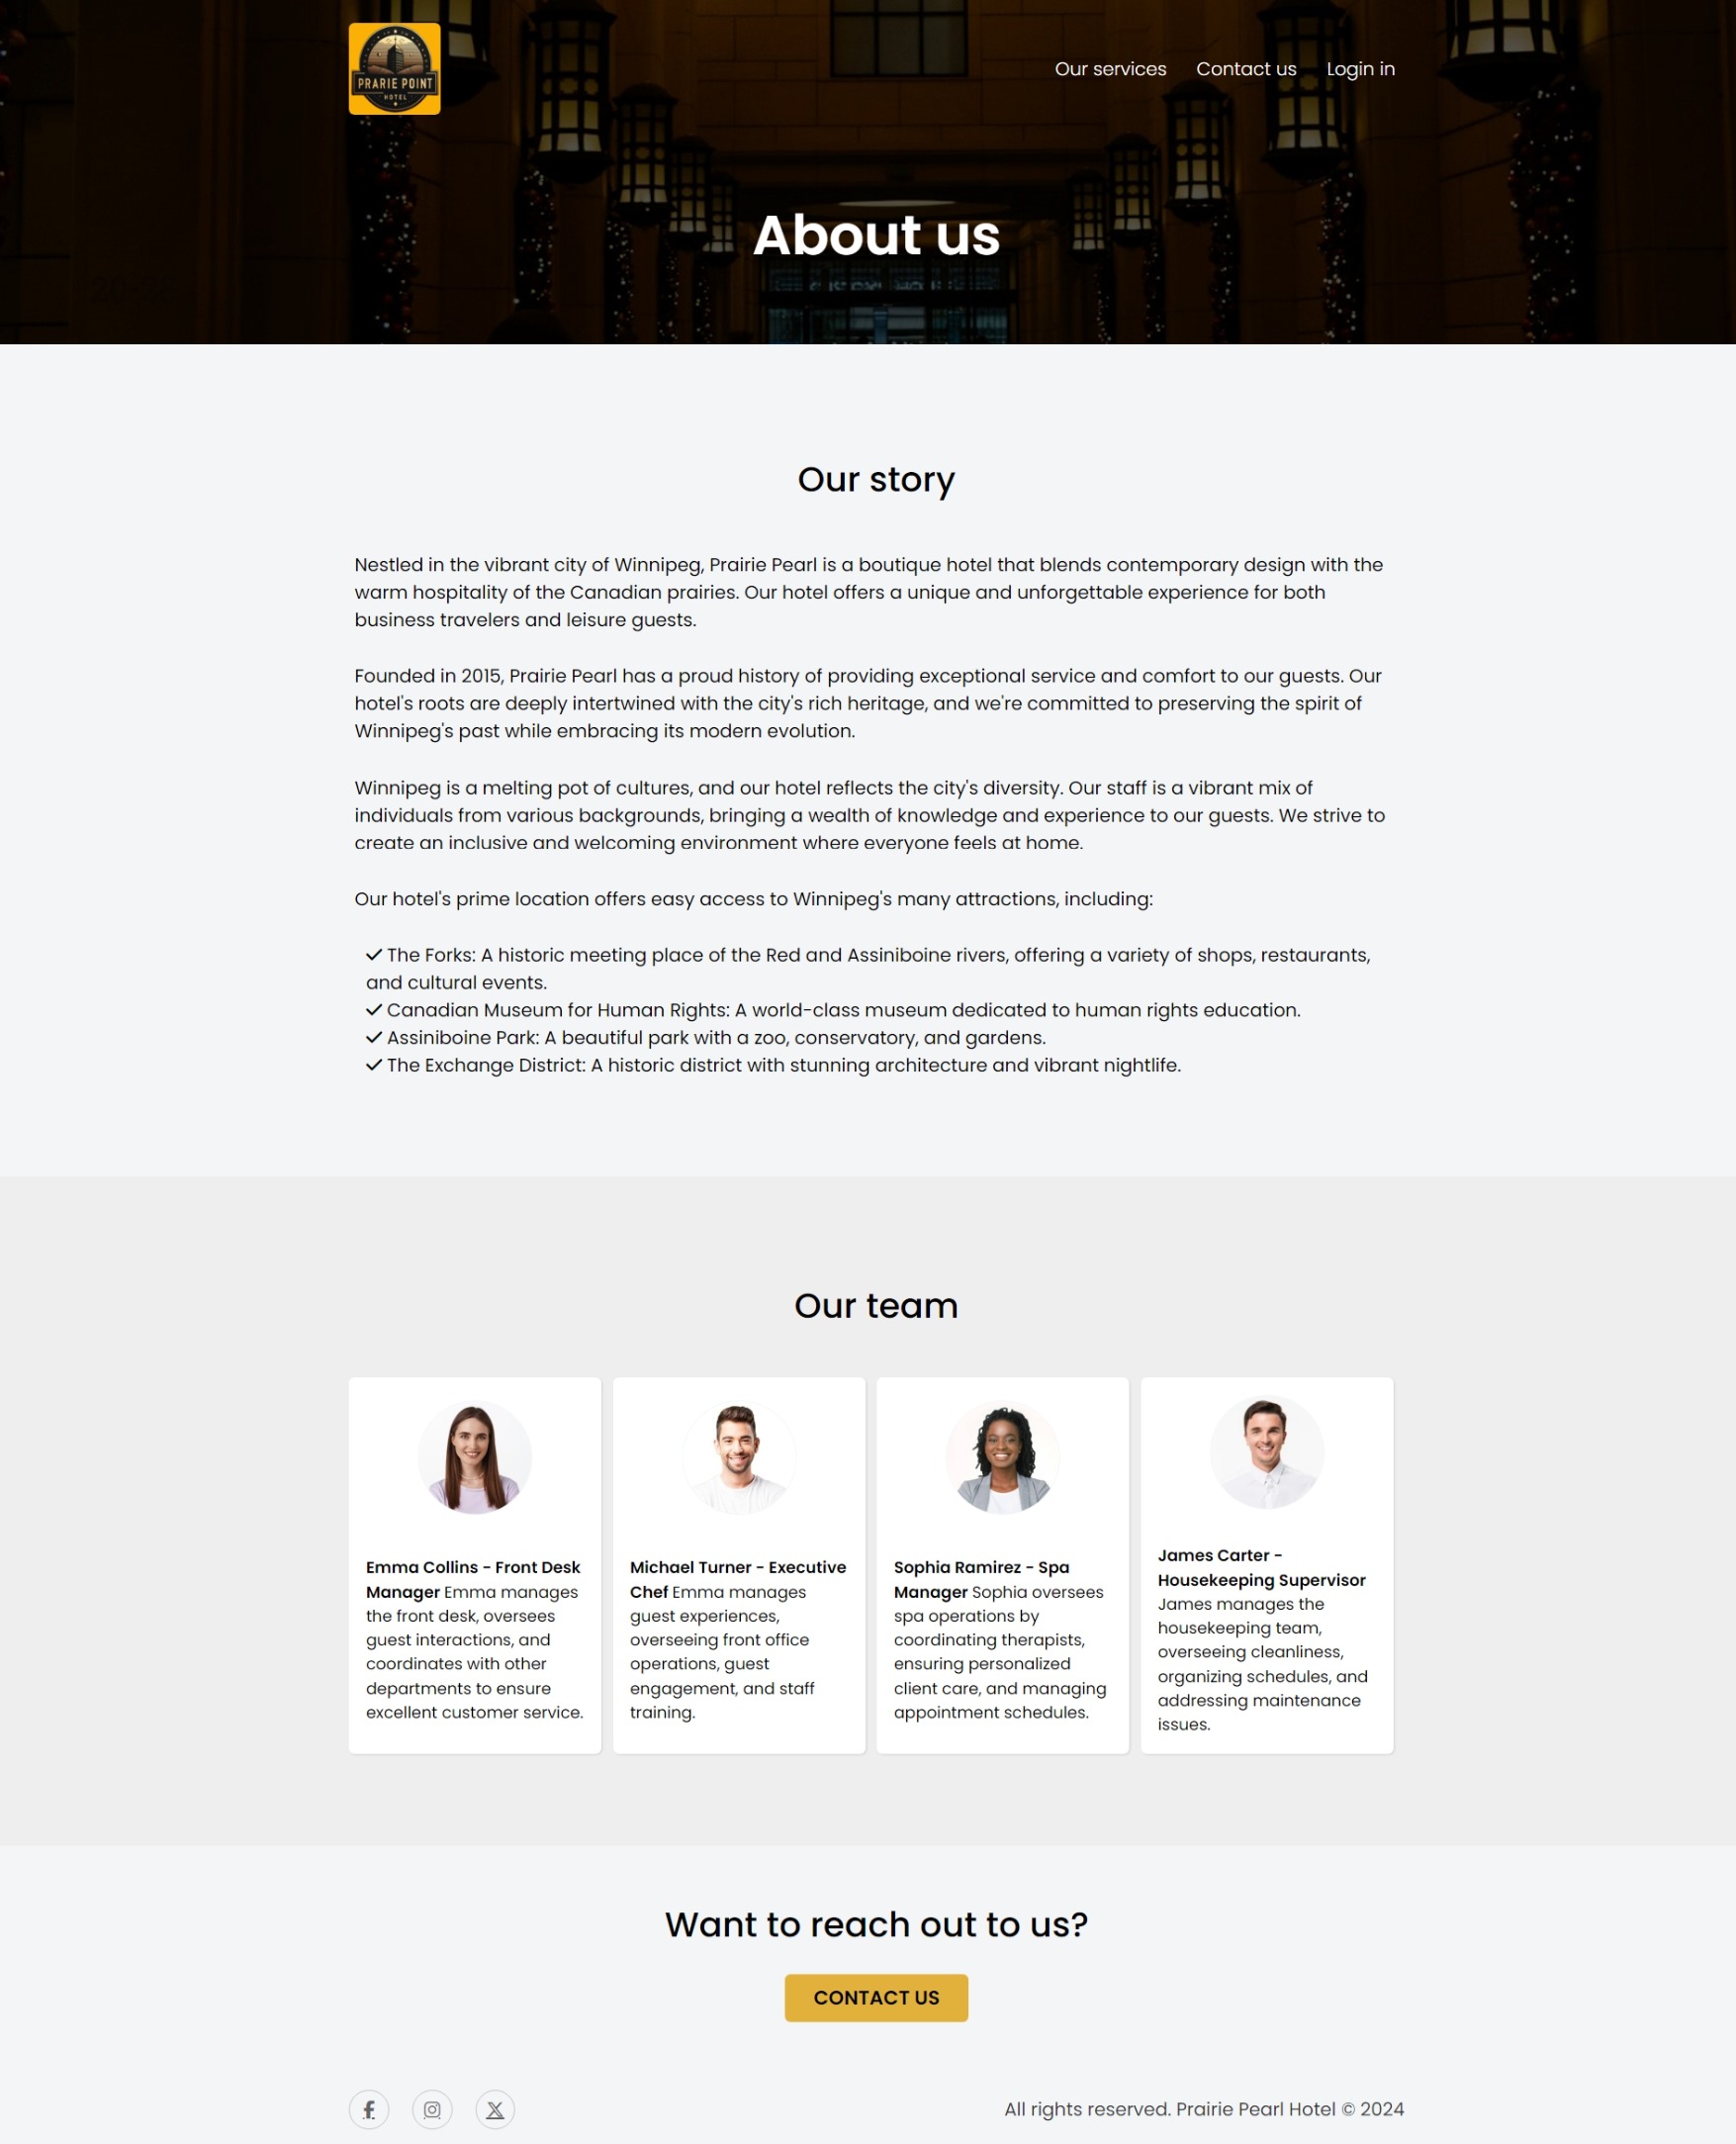 PRARIE POINT
HOTEL
Our services Contact us Login in
About us
Our story
Nestled in the vibrant city of Winnipeg, Prairie Pearl is a boutique hotel that blends contemporary design with the
warm hospitality of the Canadian prairies. Our hotel offers a unique and unforgettable experience for both
business travelers and leisure guests.
Founded in 2015, Prairie Pearl has a proud history of providing exceptional service and comfort to our guests. Our
hotel's roots are deeply intertwined with the city's rich heritage, and we're committed to preserving the spirit of
Winnipeg's past while embracing its modern evolution.
Winnipeg is a melting pot of cultures, and our hotel reflects the city's diversity. Our staff is a vibrant mix of
individuals from various backgrounds, bringing a wealth of knowledge and experience to our guests. We strive to
create an inclusive and welcoming environment where everyone feels at home.
Our hotel's prime location offers easy access to Winnipeg's many attractions, including:
✓ The Forks: A historic meeting place of the Red and Assiniboine rivers, offering a variety of shops, restaurants,
and cultural events.
✓ Canadian Museum for Human Rights: A world-class museum dedicated to human rights education.
✓ Assiniboine Park: A beautiful park with a zoo, conservatory, and gardens.
✓ The Exchange District: A historic district with stunning architecture and vibrant nightlife.
Our team
Emma Collins - Front Desk
Manager Emma manages
the front desk, oversees
guest interactions, and
coordinates with other
departments to ensure
excellent customer service.
Michael Turner - Executive
Chef Emma manages
guest experiences,
overseeing front office
operations, guest
engagement, and staff
training.
Sophia Ramirez - Spa
Manager Sophia oversees
spa operations by
coordinating therapists,
ensuring personalized
client care, and managing
appointment schedules.
James Carter -
Housekeeping Supervisor
James manages the
housekeeping team,
overseeing cleanliness,
organizing schedules, and
addressing maintenance
issues.
Want to reach out to us?
CONTACT US
All rights reserved. Prairie Pearl Hotel © 2024